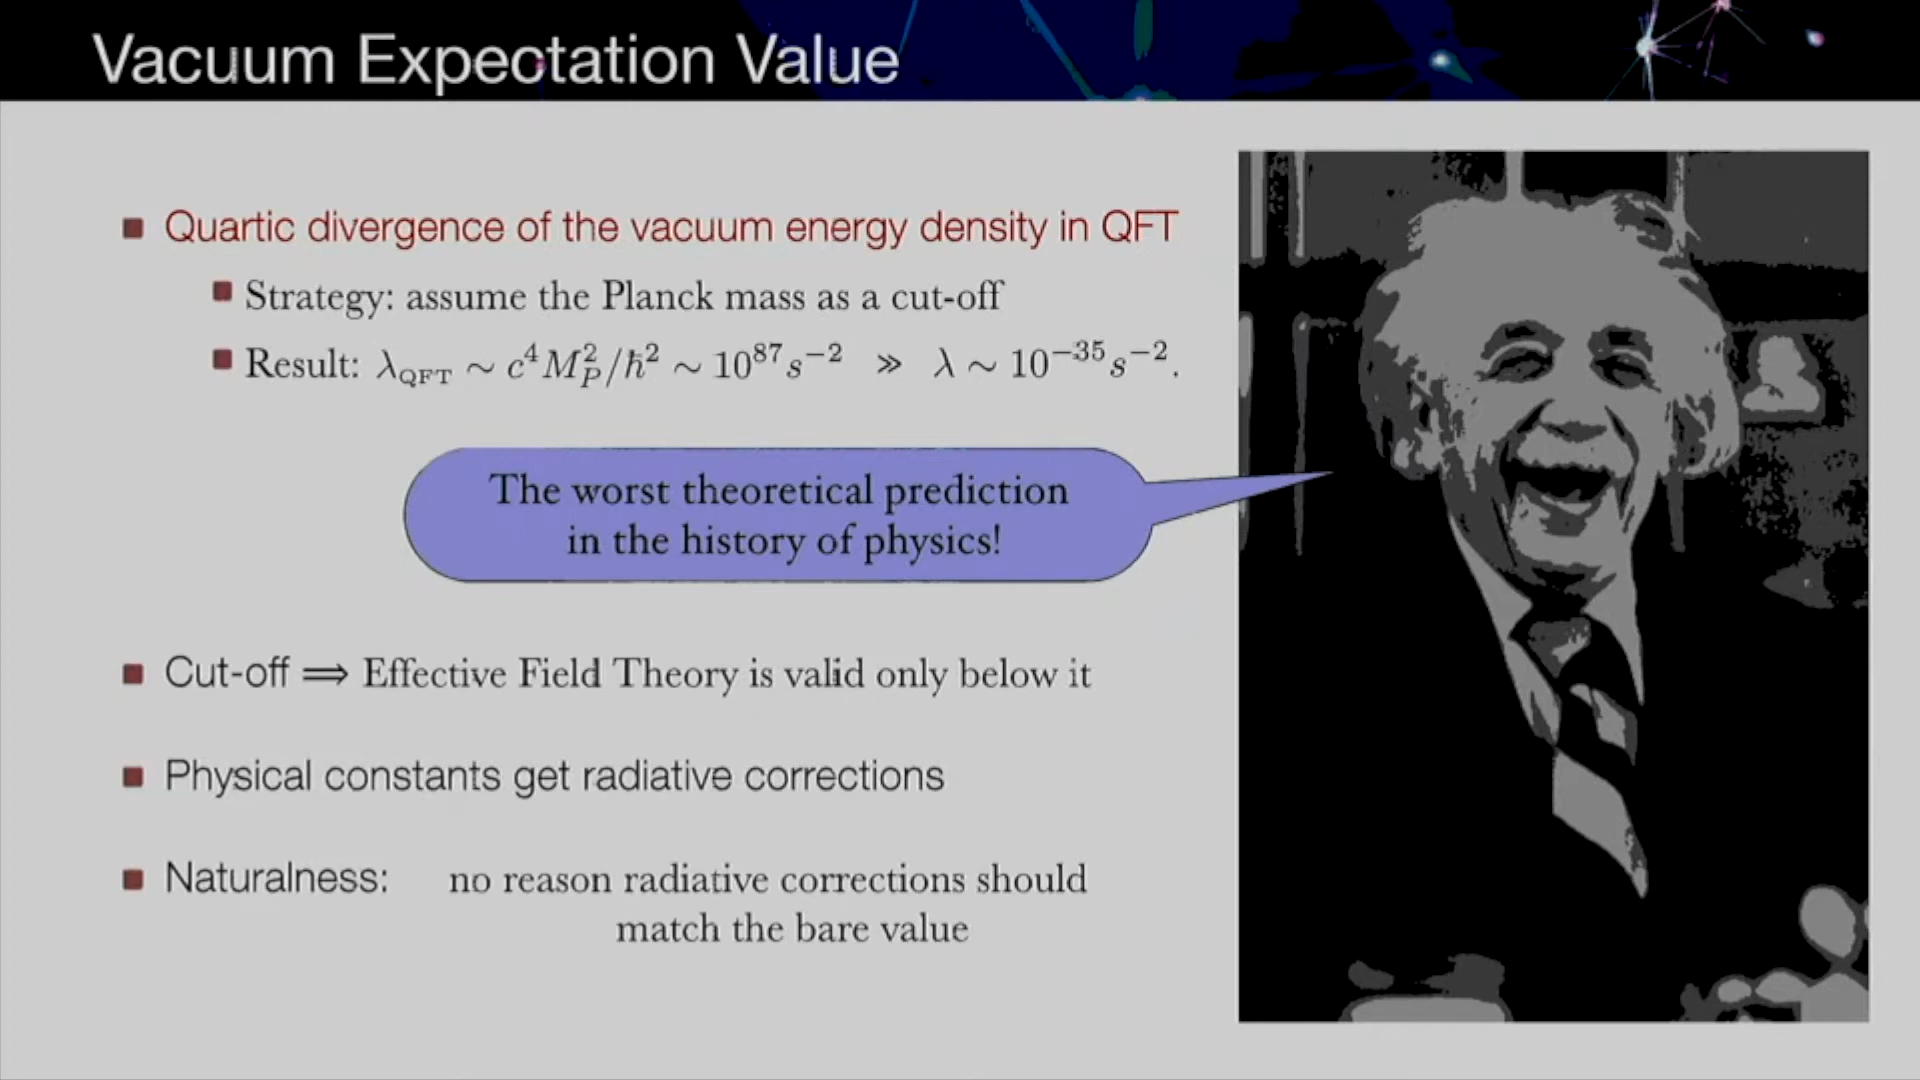 Vacuum Expectation Value
Quartic divergence of the vacuum energy density in QFT
Strategy: assume the Planck mass as a cut-off
Result: λ_QFT ∼ c⁴M_P²/ħ² ∼ 10⁸⁷s⁻² ≫ λ ∼ 10⁻³⁵s⁻².
The worst theoretical prediction
in the history of physics!
Cut-off ⟹ Effective Field Theory is valid only below it
Physical constants get radiative corrections
Naturalness: no reason radiative corrections should
match the bare value